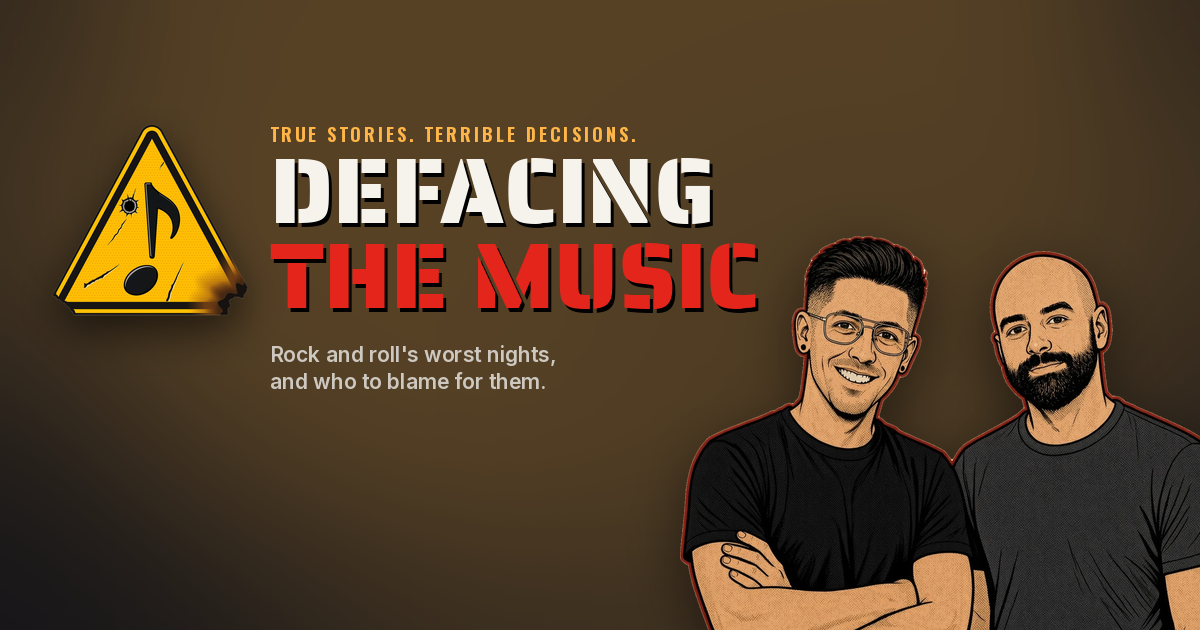 TRUE STORIES. TERRIBLE DECISIONS.
DEFACING
THE MUSIC
Rock and roll's worst nights,
and who to blame for them.